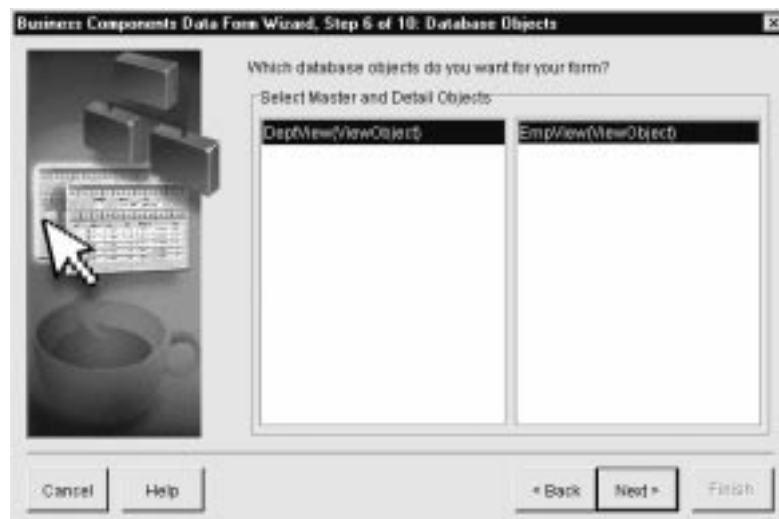 Business Components Data Form Wizard, Step 6 of 10: Database Objects
Which database objects do you want for your form?
Select Master and Detail Objects
DeptView(ViewObject) EmpView(ViewObject)
Cancel Help < Back Next > Finish